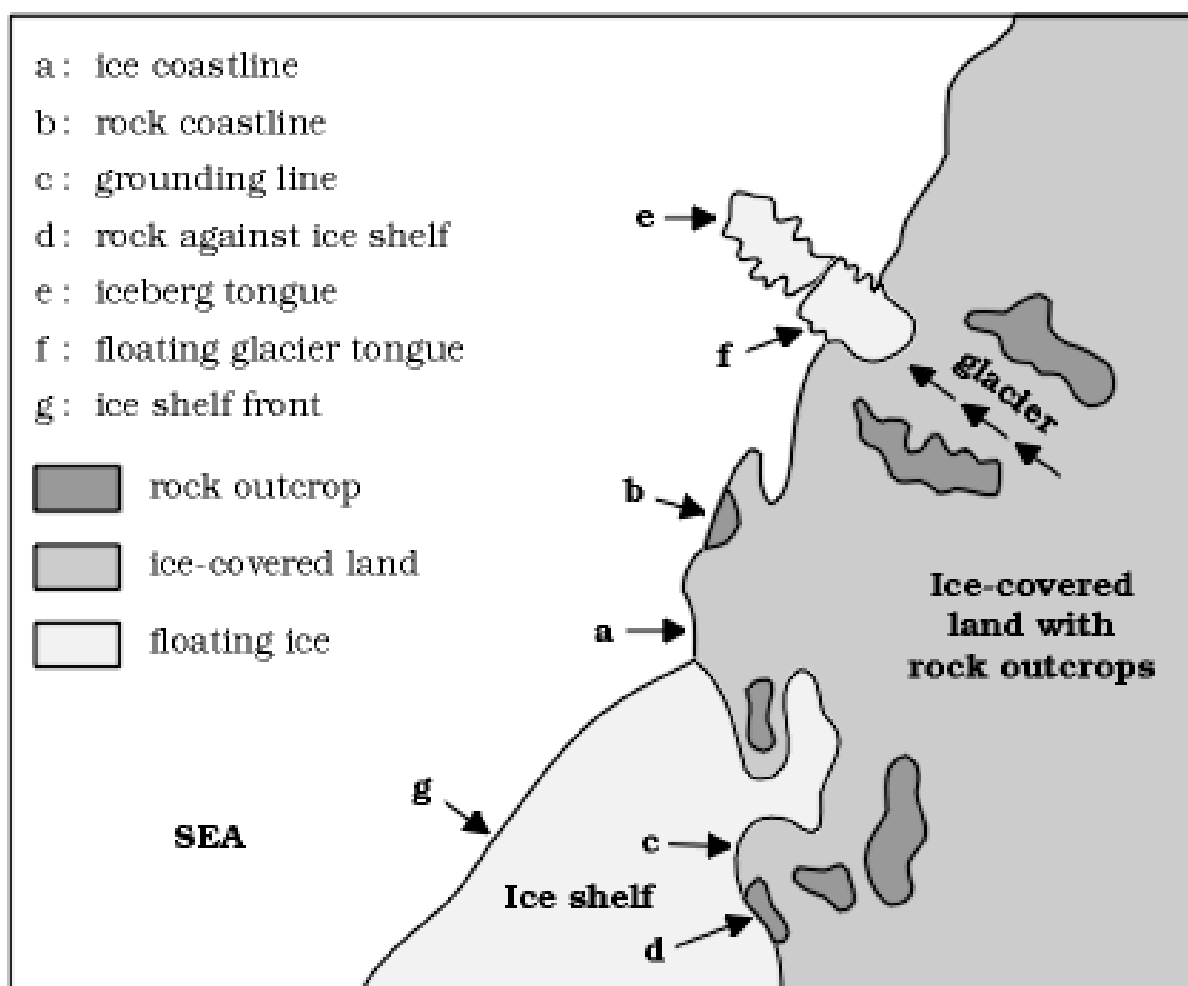 a: ice coastline
b: rock coastline
c: grounding line
d: rock against ice shelf
e: iceberg tongue
f: floating glacier tongue
g: ice shelf front
rock outcrop
ice-covered land
floating ice
e
f
glacier
b
a
Ice-covered
land with
rock outcrops
g
SEA
c
Ice shelf
d